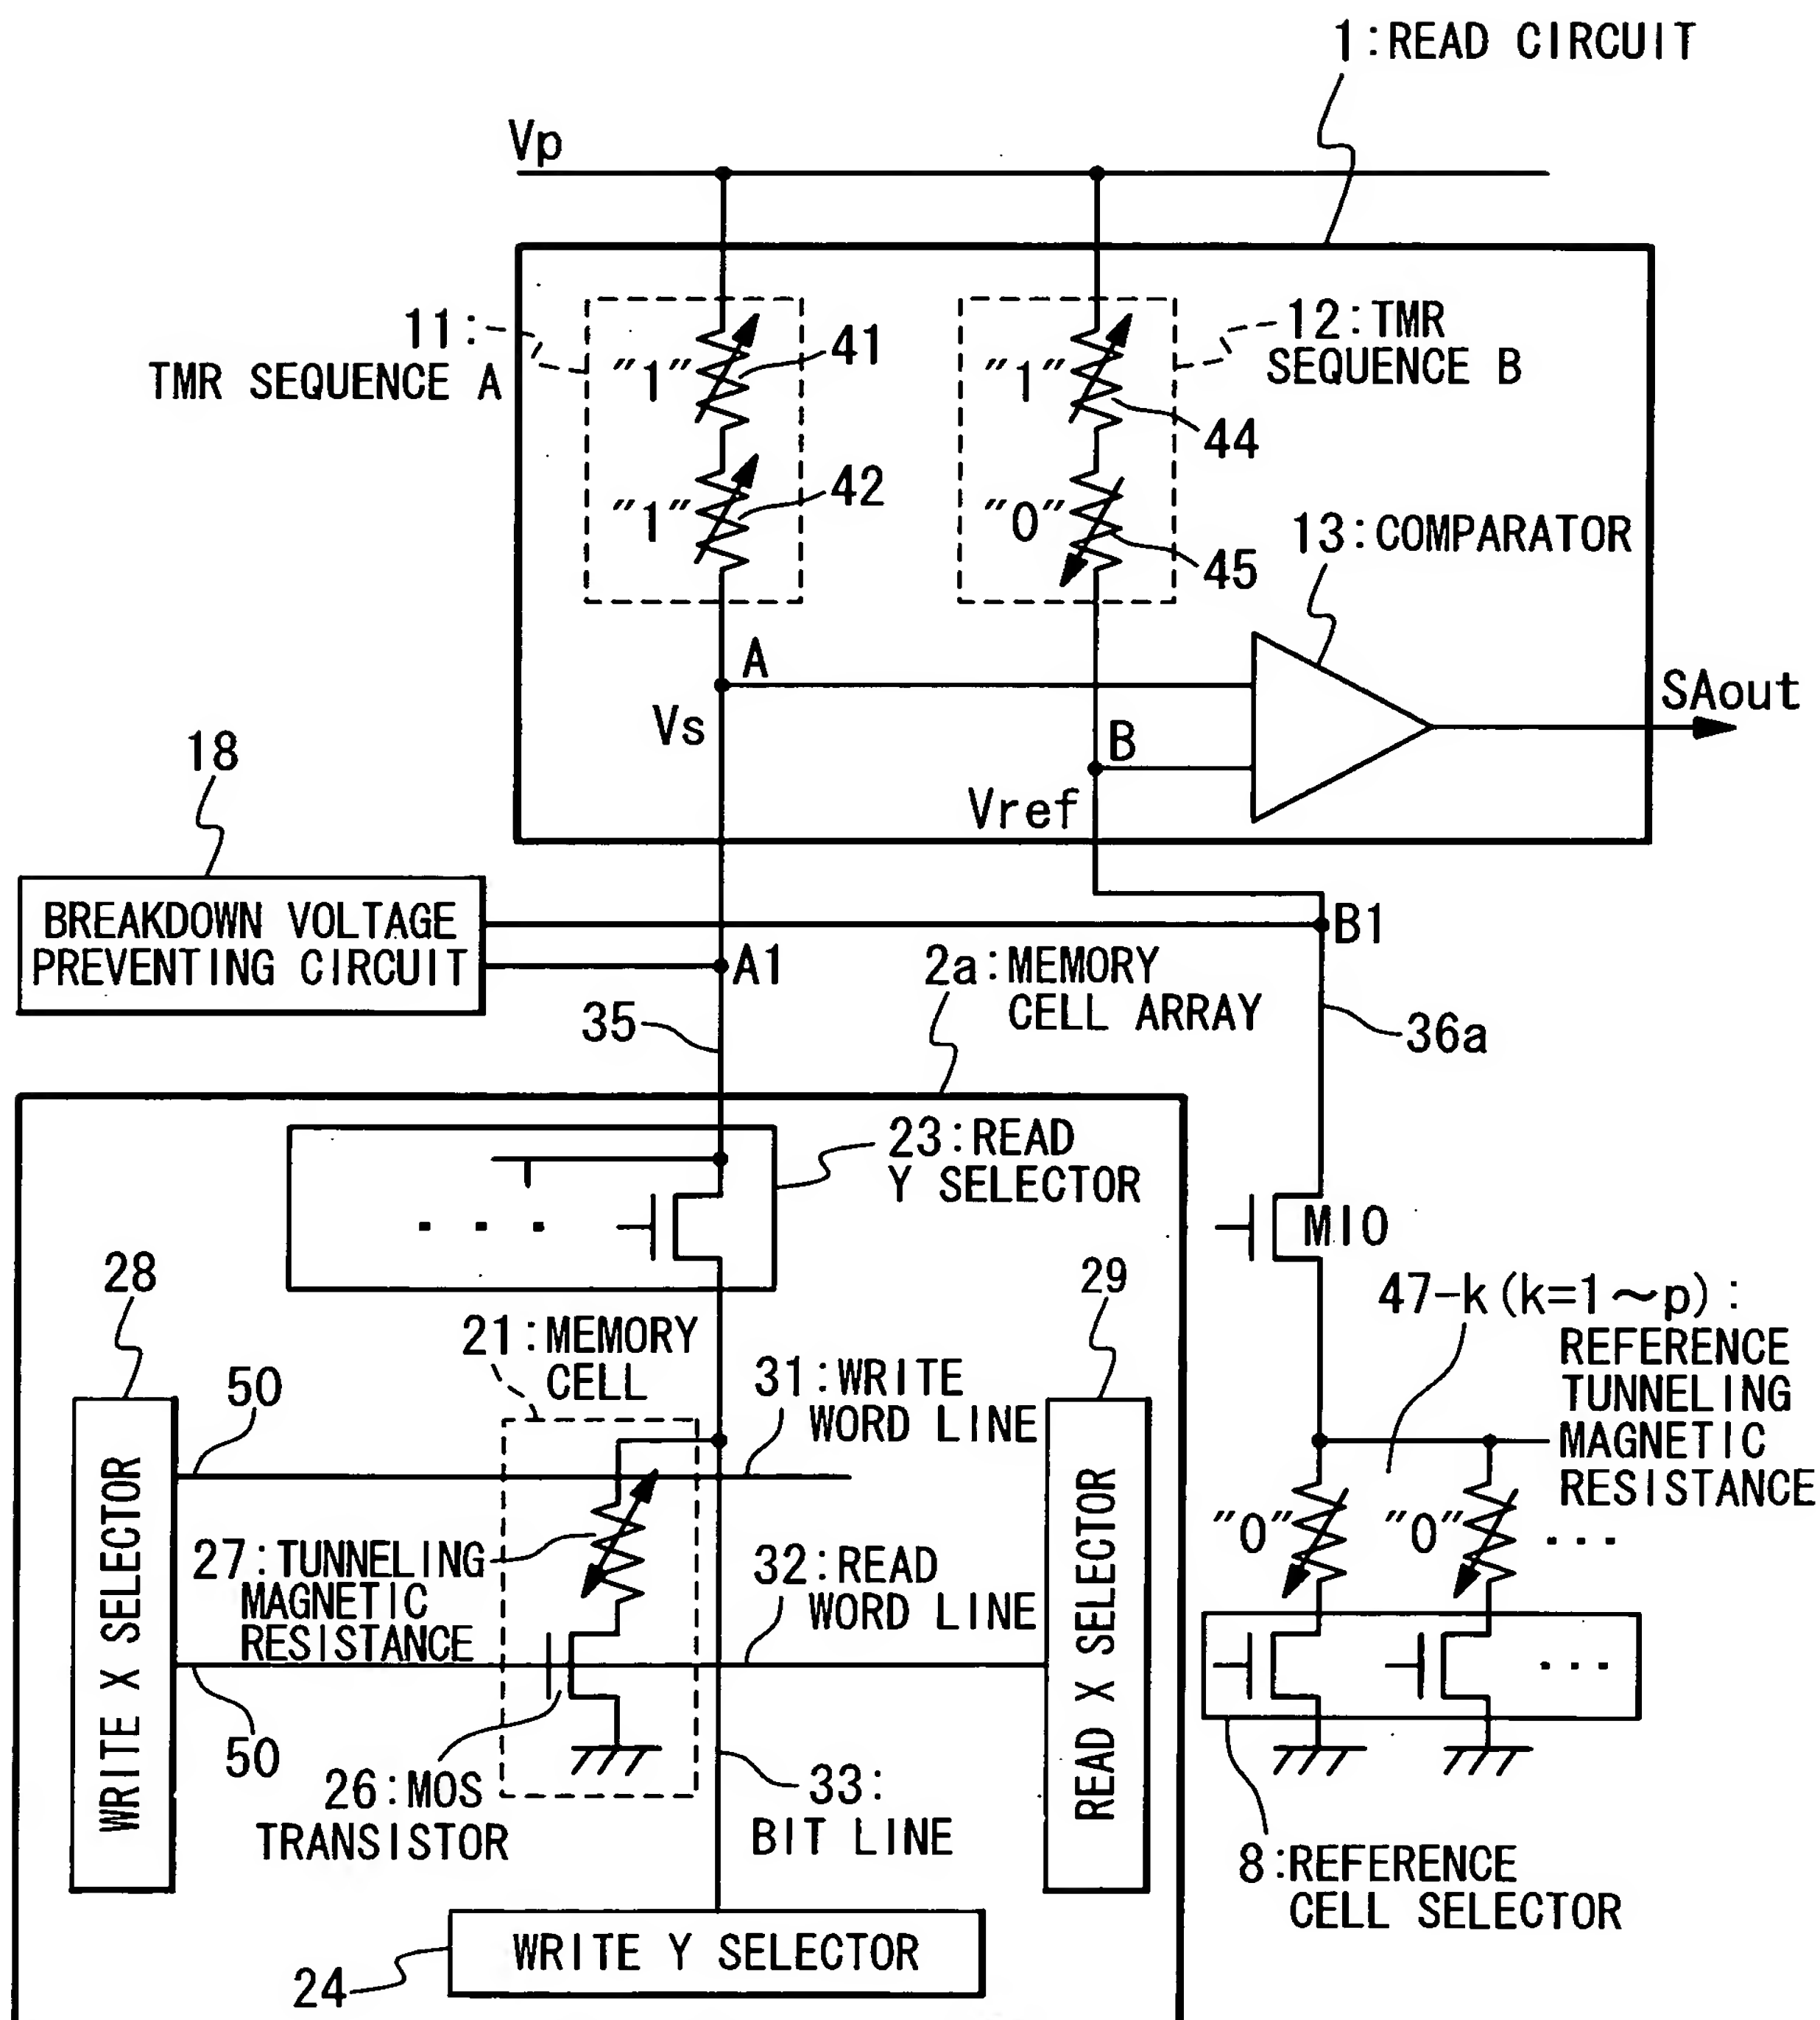 1:READ CIRCUIT
Vp
11:
TMR SEQUENCE A
"1"
41
"1"
42
12:TMR
SEQUENCE B
"1"
44
"0"
45
13:COMPARATOR
A
Vs
B
Vref
SAout
18
BREAKDOWN VOLTAGE
PREVENTING CIRCUIT
B1
A1
35
2a:MEMORY
CELL ARRAY
36a
23:READ
Y SELECTOR
. . .
MIO
28
29
47-k(k=1~p):
REFERENCE
TUNNELING
MAGNETIC
RESISTANCE
21:MEMORY
CELL
50
31:WRITE
WORD LINE
WRITE X SELECTOR
READ X SELECTOR
27:TUNNELING
MAGNETIC
RESISTANCE
32:READ
WORD LINE
"0"
"0"
...
...
50
26:MOS
TRANSISTOR
33:
BIT LINE
8:REFERENCE
CELL SELECTOR
WRITE Y SELECTOR
24